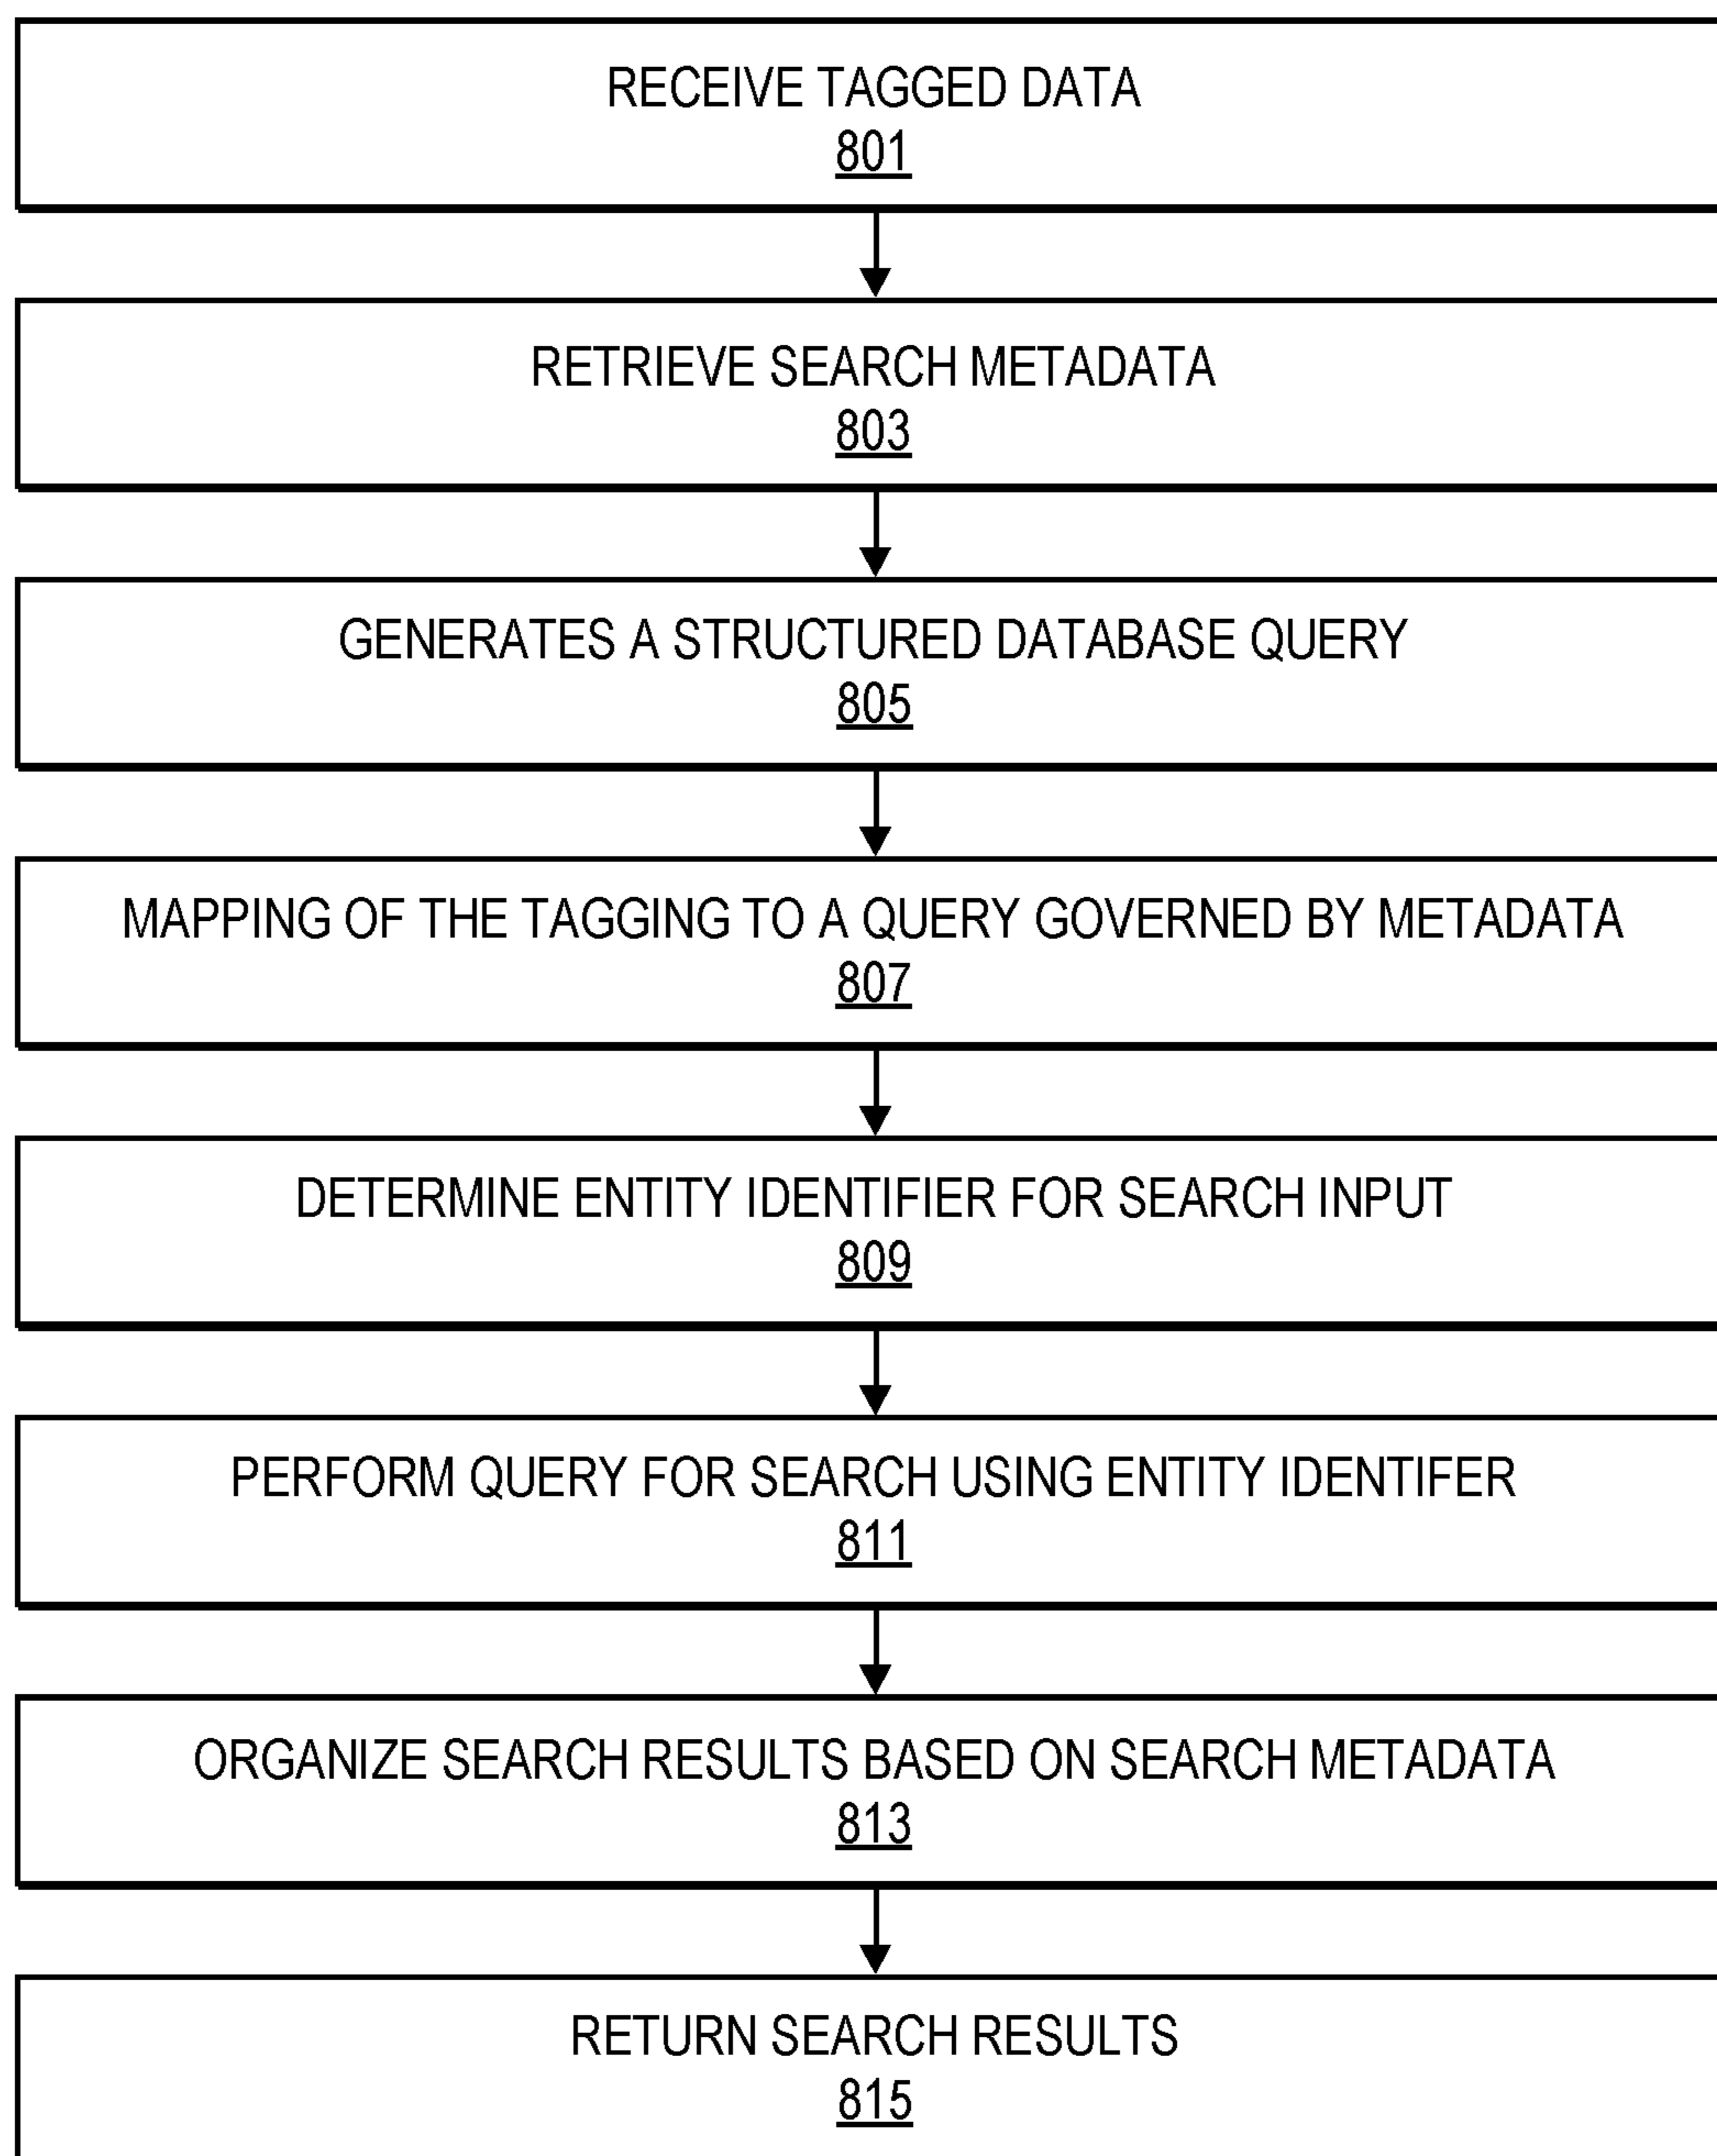 RECEIVE TAGGED DATA
801
RETRIEVE SEARCH METADATA
803
GENERATES A STRUCTURED DATABASE QUERY
805
MAPPING OF THE TAGGING TO A QUERY GOVERNED BY METADATA
807
DETERMINE ENTITY IDENTIFIER FOR SEARCH INPUT
809
PERFORM QUERY FOR SEARCH USING ENTITY IDENTIFER
811
ORGANIZE SEARCH RESULTS BASED ON SEARCH METADATA
813
RETURN SEARCH RESULTS
815